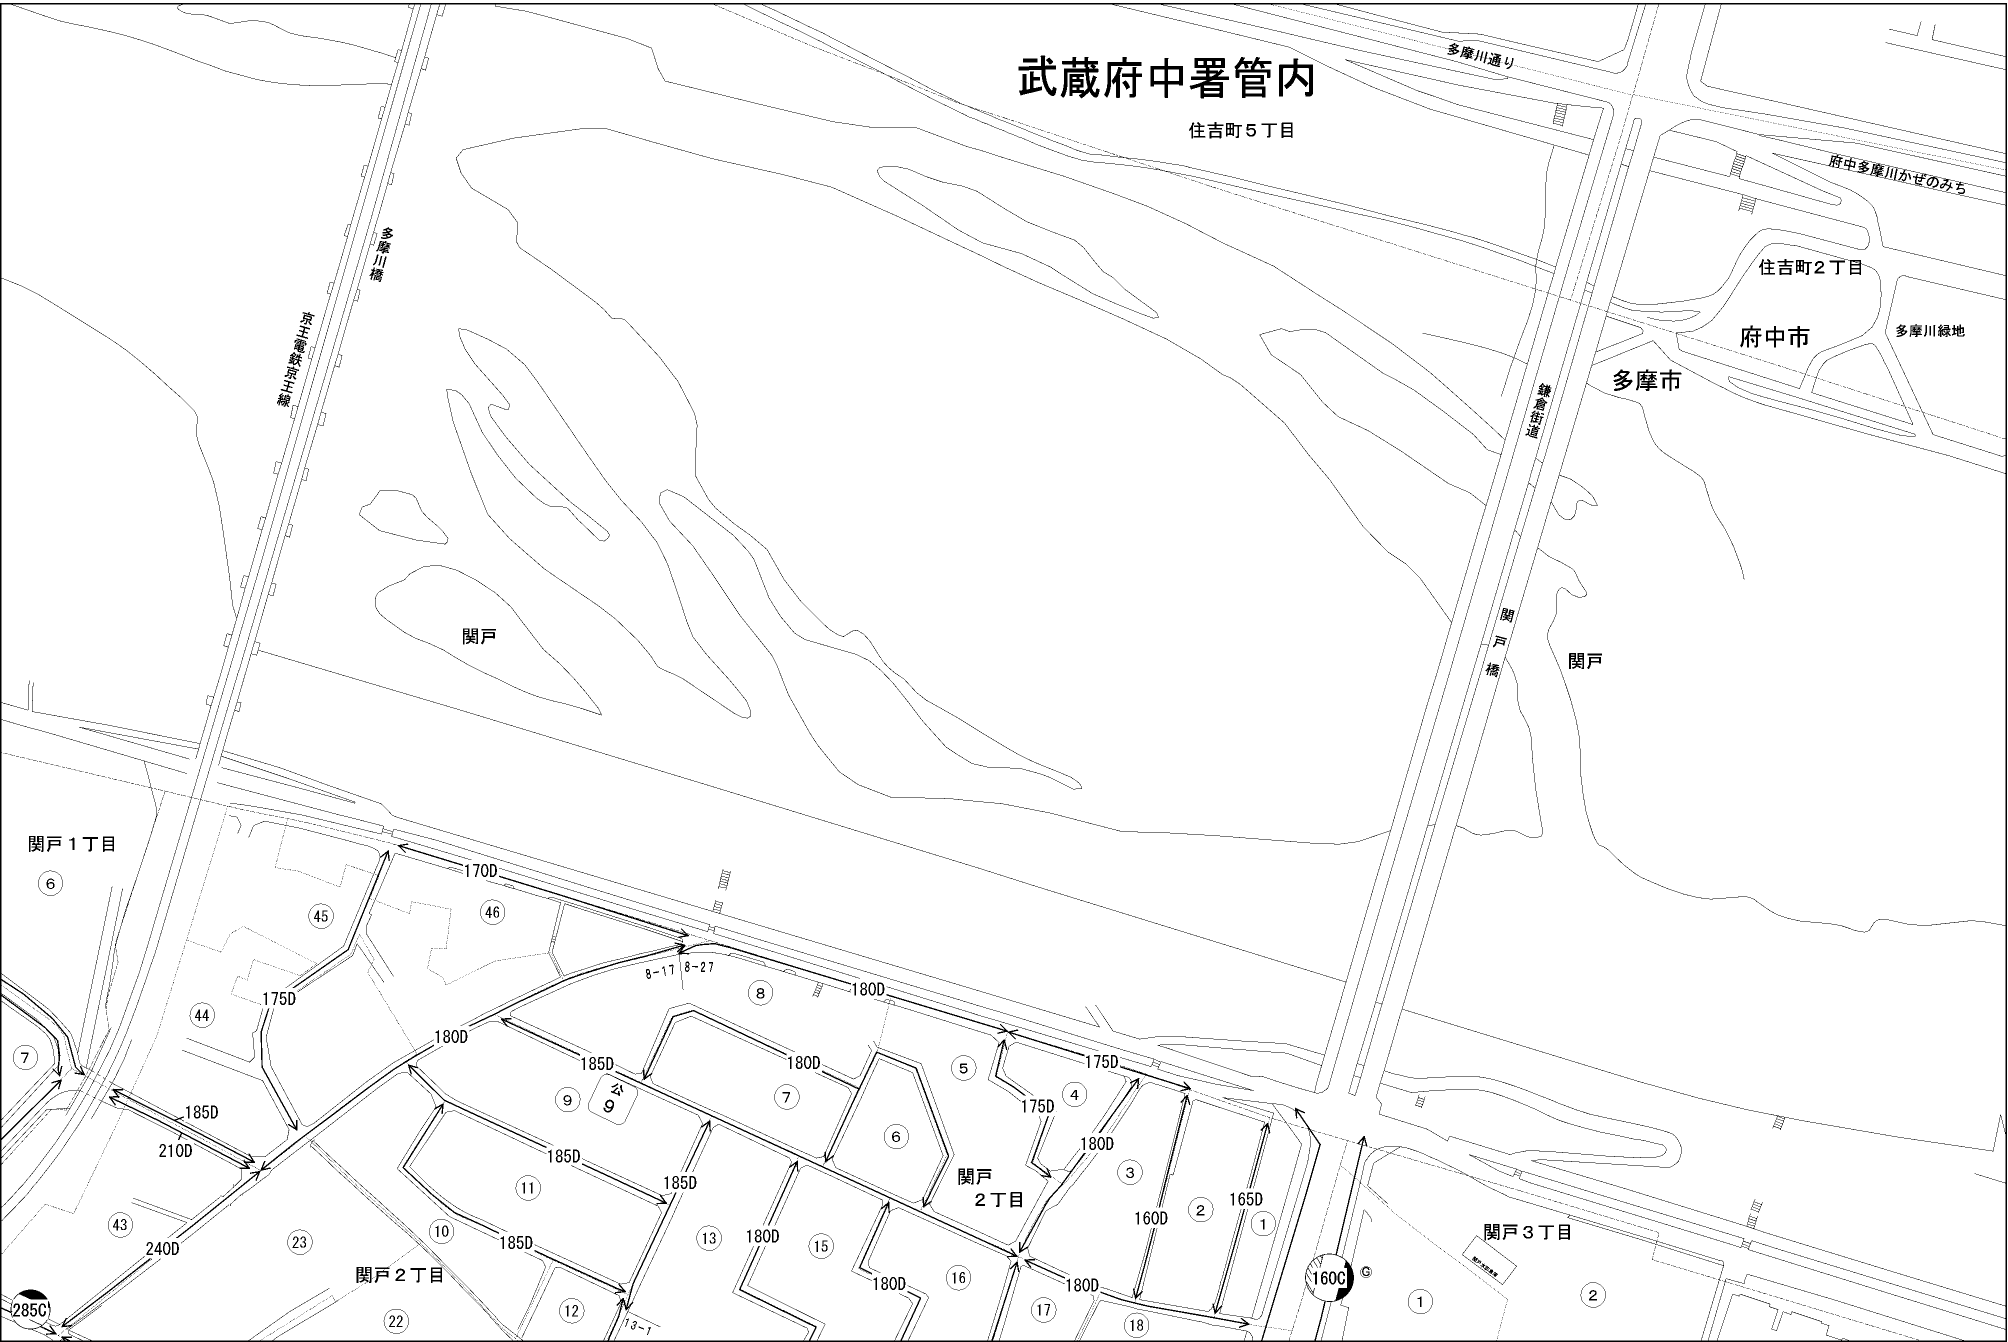 多摩川通り
武蔵府中署管内
住吉町5丁目
府中多摩川かぜのみち
住吉町2丁目
多摩川緑地
府中市
多摩市
多摩川橋
京王電鉄京王線
鎌倉街道
関戸橋
関戸
関戸
関戸1丁目
6
170D
45
46
8-17
8-27
175D
8
180D
44
7
180D
185D
180D
5
175D
4
175D
9
公
9
7
6
185D
210D
180D
185D
11
185D
関戸
2丁目
3
2
165D
1
160D
43
240D
23
10
185D
13
180D
15
180D
16
180D
関戸2丁目
関戸3丁目
285C
22
12
13-1
17
18
160C
G
1
2